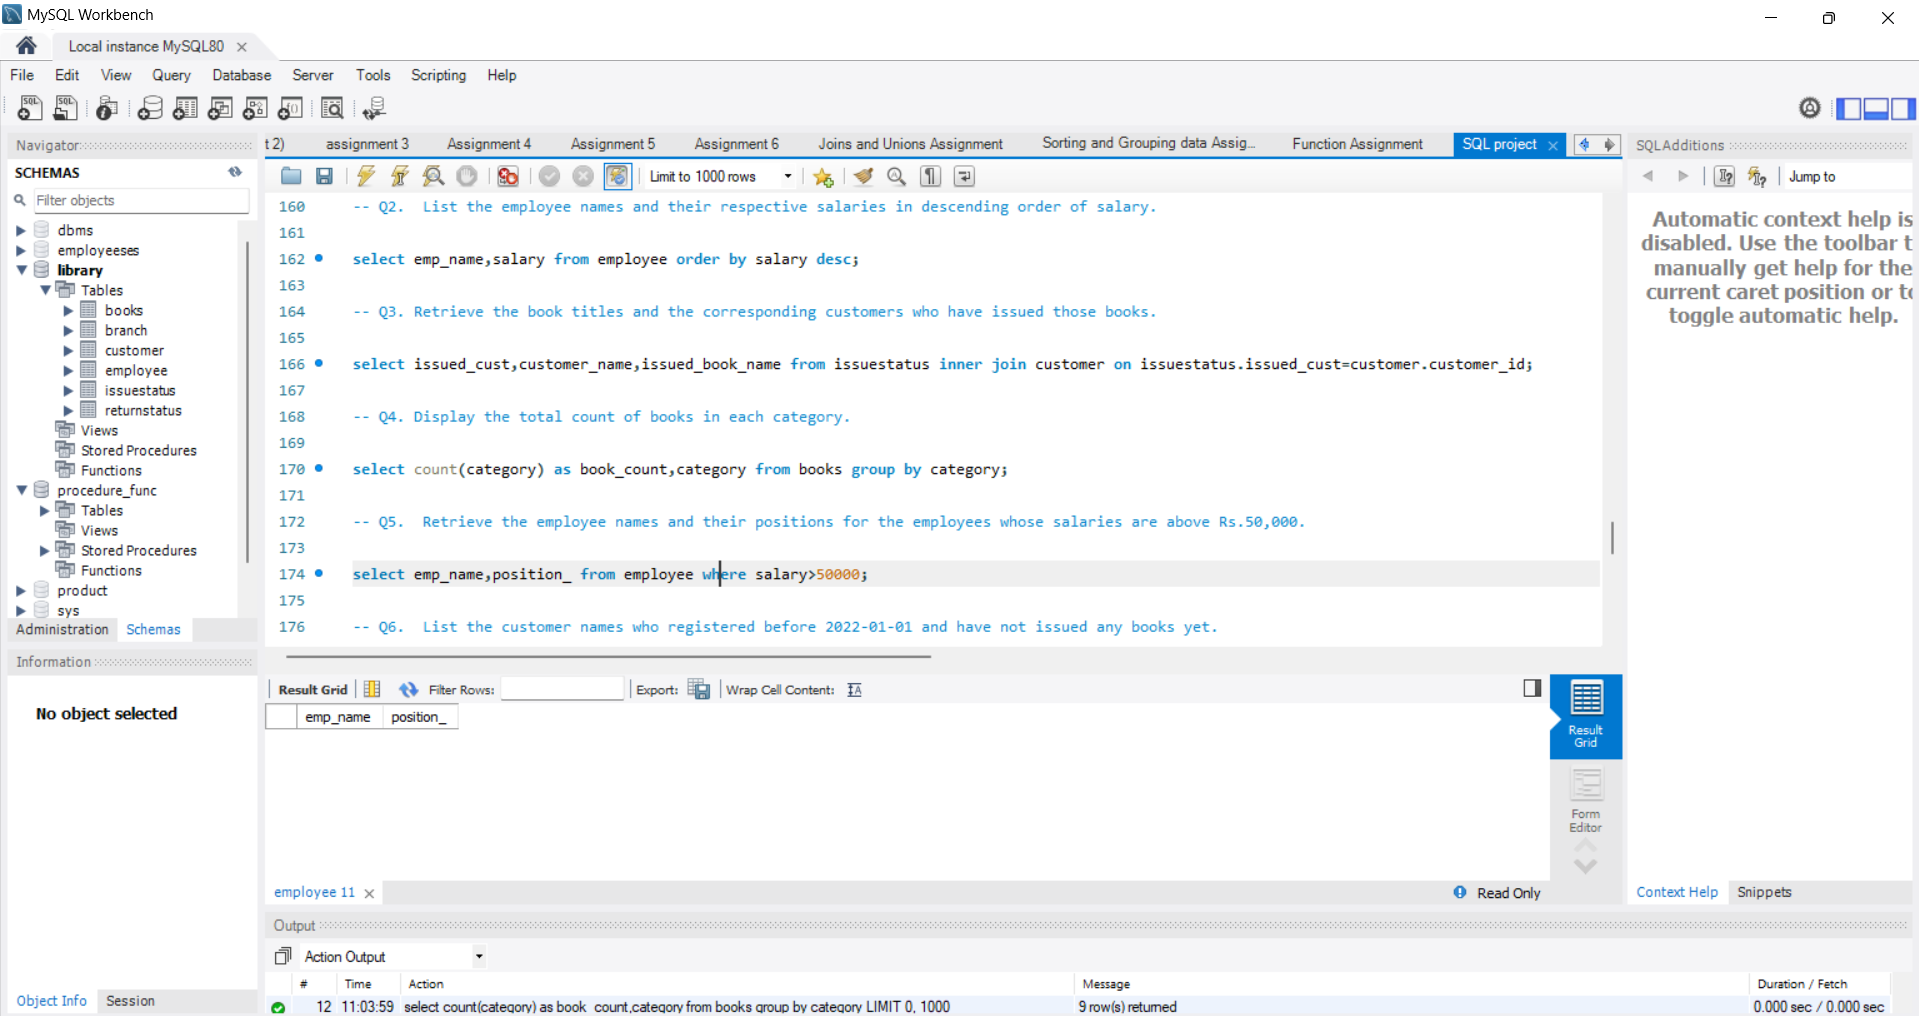 MySQL Workbench
Local instance MySQL80
File Edit View Query Database Server Tools Scripting Help
Navigator
SCHEMAS
Filter objects
dbms
employeeses
library
Tables
books
branch
customer
employee
issuestatus
returnstatus
Views
Stored Procedures
Functions
procedure_func
Tables
Views
Stored Procedures
Functions
product
sys
Administration Schemas
Information
No object selected
Object Info Session
t 2) assignment 3 Assignment 4 Assignment 5 Assignment 6 Joins and Unions Assignment Sorting and Grouping data Assig... Function Assignment SQL project
Limit to 1000 rows
160 -- Q2. List the employee names and their respective salaries in descending order of salary.
161
162 select emp_name,salary from employee order by salary desc;
163
164 -- Q3. Retrieve the book titles and the corresponding customers who have issued those books.
165
166 select issued_cust,customer_name,issued_book_name from issuestatus inner join customer on issuestatus.issued_cust=customer.customer_id;
167
168 -- Q4. Display the total count of books in each category.
169
170 select count(category) as book_count,category from books group by category;
171
172 -- Q5. Retrieve the employee names and their positions for the employees whose salaries are above Rs.50,000.
173
174 select emp_name,position_ from employee where salary>50000;
175
176 -- Q6. List the customer names who registered before 2022-01-01 and have not issued any books yet.
Result Grid Filter Rows: Export: Wrap Cell Content:
emp_name position_
Result
Grid
Form
Editor
employee 11 Read Only
Output
Action Output
# Time Action Message Duration / Fetch
12 11:03:59 select count(category) as book_count,category from books group by category LIMIT 0, 1000 9 row(s) returned 0.000 sec / 0.000 sec
SQLAdditions
Jump to
Automatic context help is
disabled. Use the toolbar t
manually get help for the
current caret position or to
toggle automatic help.
Context Help Snippets